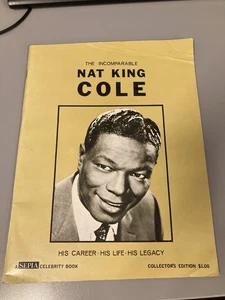 THE INCOMPARABLE
NAT KING
COLE
HIS CAREER · HIS LIFE · HIS LEGACY
SEPIA CELEBRITY BOOK
COLLECTOR'S EDITION $1.00